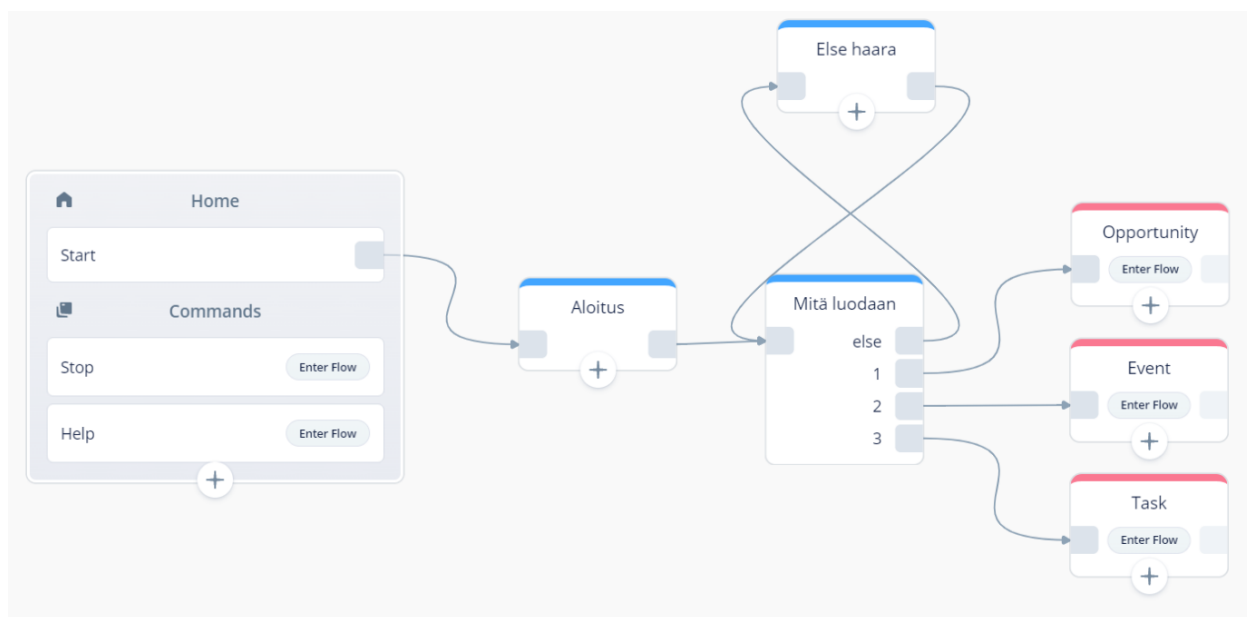 Home
Start
Commands
Stop
Enter Flow
Help
Enter Flow
Aloitus
Else haara
Mitä luodaan
else
1
2
3
Opportunity
Enter Flow
Event
Enter Flow
Task
Enter Flow